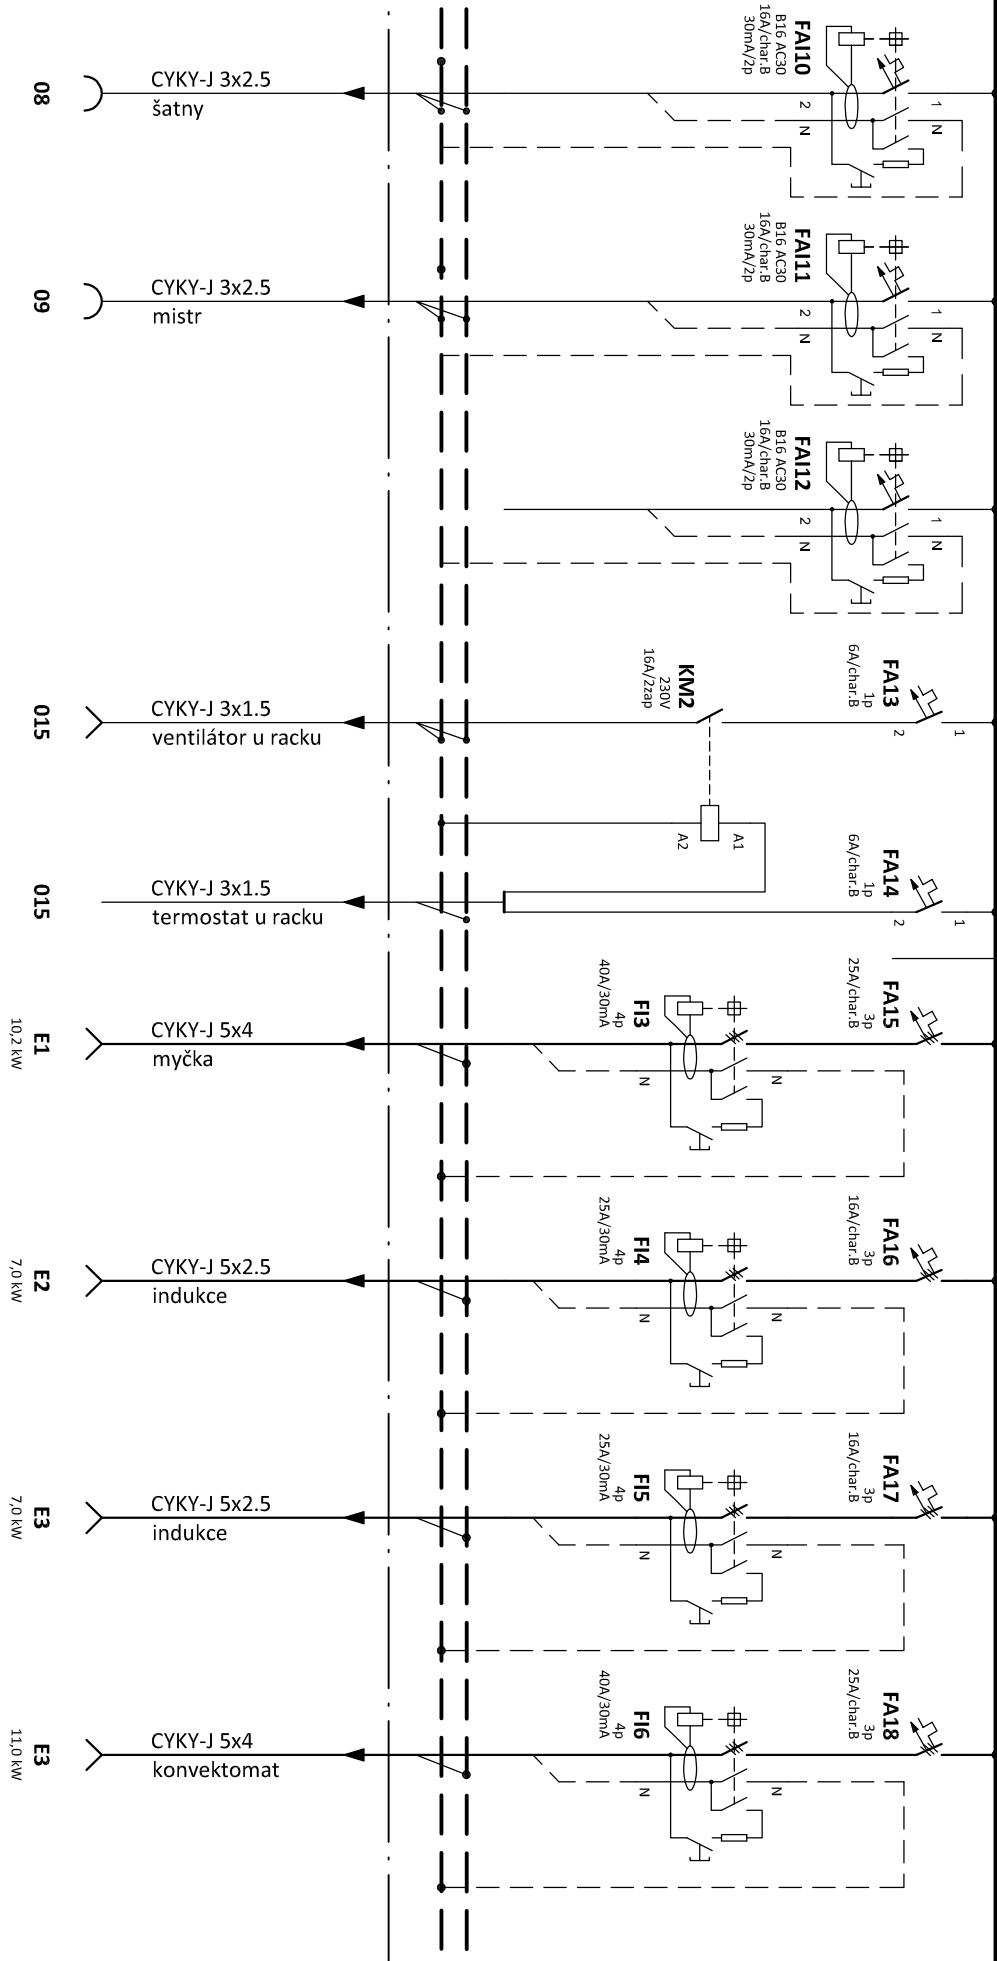 FAI10
B16 AC30
16A/char.B
30mA/2p
1
N
2
N
CYKY-J 3x2.5
šatny
08
FAI11
B16 AC30
16A/char.B
30mA/2p
1
N
2
N
CYKY-J 3x2.5
mistr
09
FAI12
B16 AC30
16A/char.B
30mA/2p
1
N
2
N
FA13
1p
6A/char.B
1
2
KM2
230V
16A/2zap
CYKY-J 3x1.5
ventilátor u racku
015
A1
A2
FA14
1p
6A/char.B
1
2
CYKY-J 3x1.5
termostat u racku
015
FA15
3p
25A/char.B
FI3
4p
40A/30mA
N
N
CYKY-J 5x4
myčka
E1
10,2 kW
FA16
3p
16A/char.B
FI4
4p
25A/30mA
N
N
CYKY-J 5x2.5
indukce
E2
7,0 kW
FA17
3p
16A/char.B
FI5
4p
25A/30mA
N
N
CYKY-J 5x2.5
indukce
E3
7,0 kW
FA18
3p
25A/char.B
FI6
4p
40A/30mA
N
N
CYKY-J 5x4
konvektomat
E3
11,0 kW